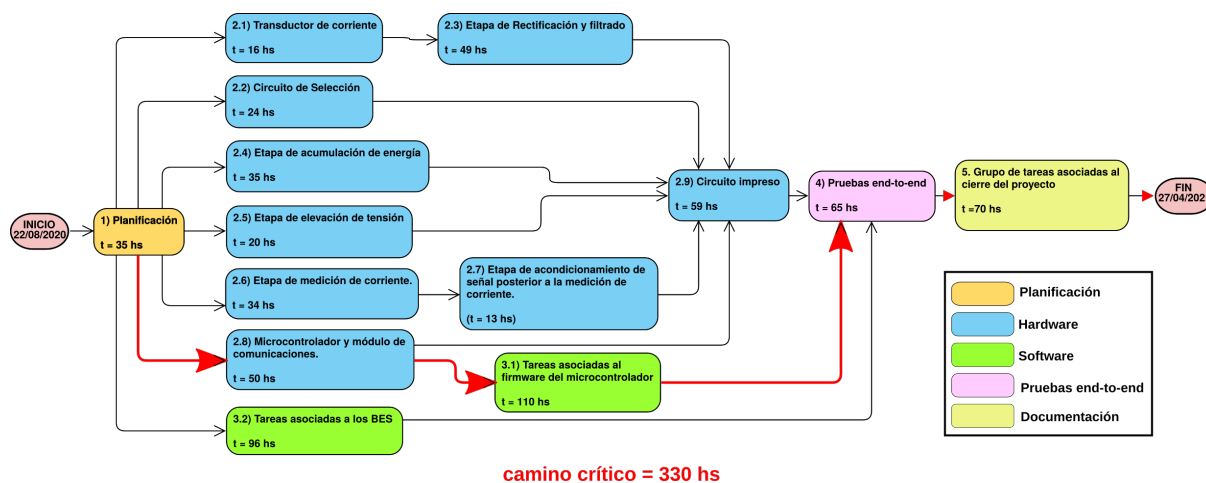 INICIO
22/08/2020
1) Planificación
t = 35 hs
2.1) Transductor de corriente
t = 16 hs
2.3) Etapa de Rectificación y filtrado
t = 49 hs
2.2) Circuito de Selección
t = 24 hs
2.4) Etapa de acumulación de energía
t = 35 hs
2.5) Etapa de elevación de tensión
t = 20 hs
2.6) Etapa de medición de corriente.
t = 34 hs
2.7) Etapa de acondicionamiento de
señal posterior a la medición de
corriente.
(t = 13 hs)
2.8) Microcontrolador y módulo de
comunicaciones.
t = 50 hs
3.1) Tareas asociadas al
firmware del microcontrolador
t = 110 hs
3.2) Tareas asociadas a los BES
t = 96 hs
2.9) Circuito impreso
t = 59 hs
4) Pruebas end-to-end
t = 65 hs
5. Grupo de tareas asociadas al
cierre del proyecto
t =70 hs
FIN
27/04/202
Planificación
Hardware
Software
Pruebas end-to-end
Documentación
camino crítico = 330 hs